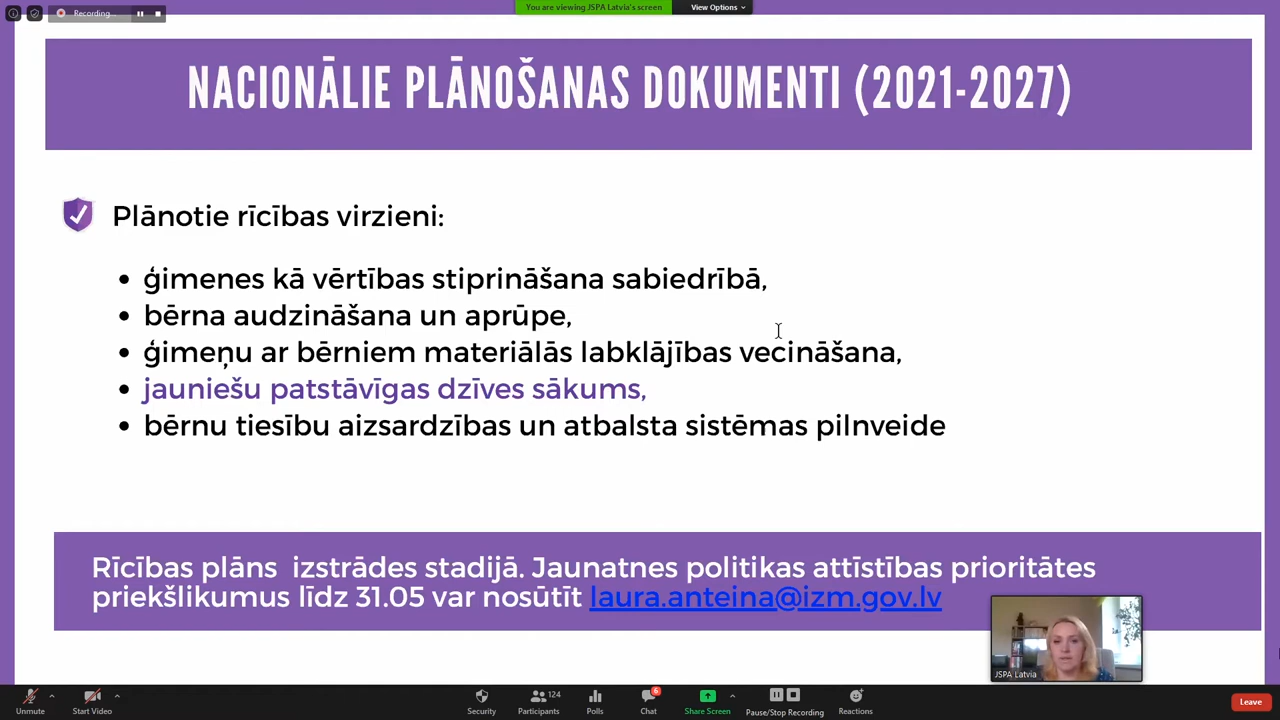 Recording...
You are viewing JSPA Latvia's screen
View Options
NACIONĀLIE PLĀNOŠANAS DOKUMENTI (2021-2027)
Plānotie rīcības virzieni:
• ģimenes kā vērtības stiprināšana sabiedrībā,
• bērna audzināšana un aprūpe,
• ģimeņu ar bērniem materiālās labklājības vecināšana,
• jauniešu patstāvīgas dzīves sākums,
• bērnu tiesību aizsardzības un atbalsta sistēmas pilnveide
Rīcības plāns izstrādes stadijā. Jaunatnes politikas attīstības prioritātes
priekšlikumus līdz 31.05 var nosūtīt laura.anteina@izm.gov.lv
JSPA Latvia
124
6
Unmute
Start Video
Security
Participants
Polls
Chat
Share Screen
Pause/Stop Recording
Reactions
Leave